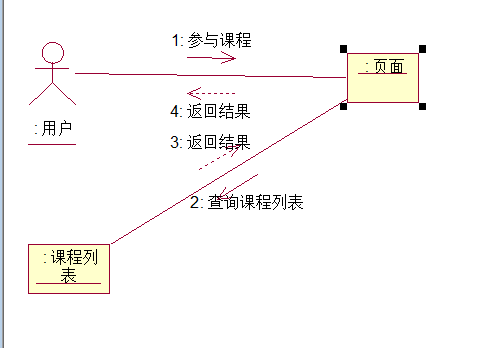 1: 参与课程
: 页面
4: 返回结果
: 用户
3: 返回结果
2: 查询课程列表
: 课程列
表